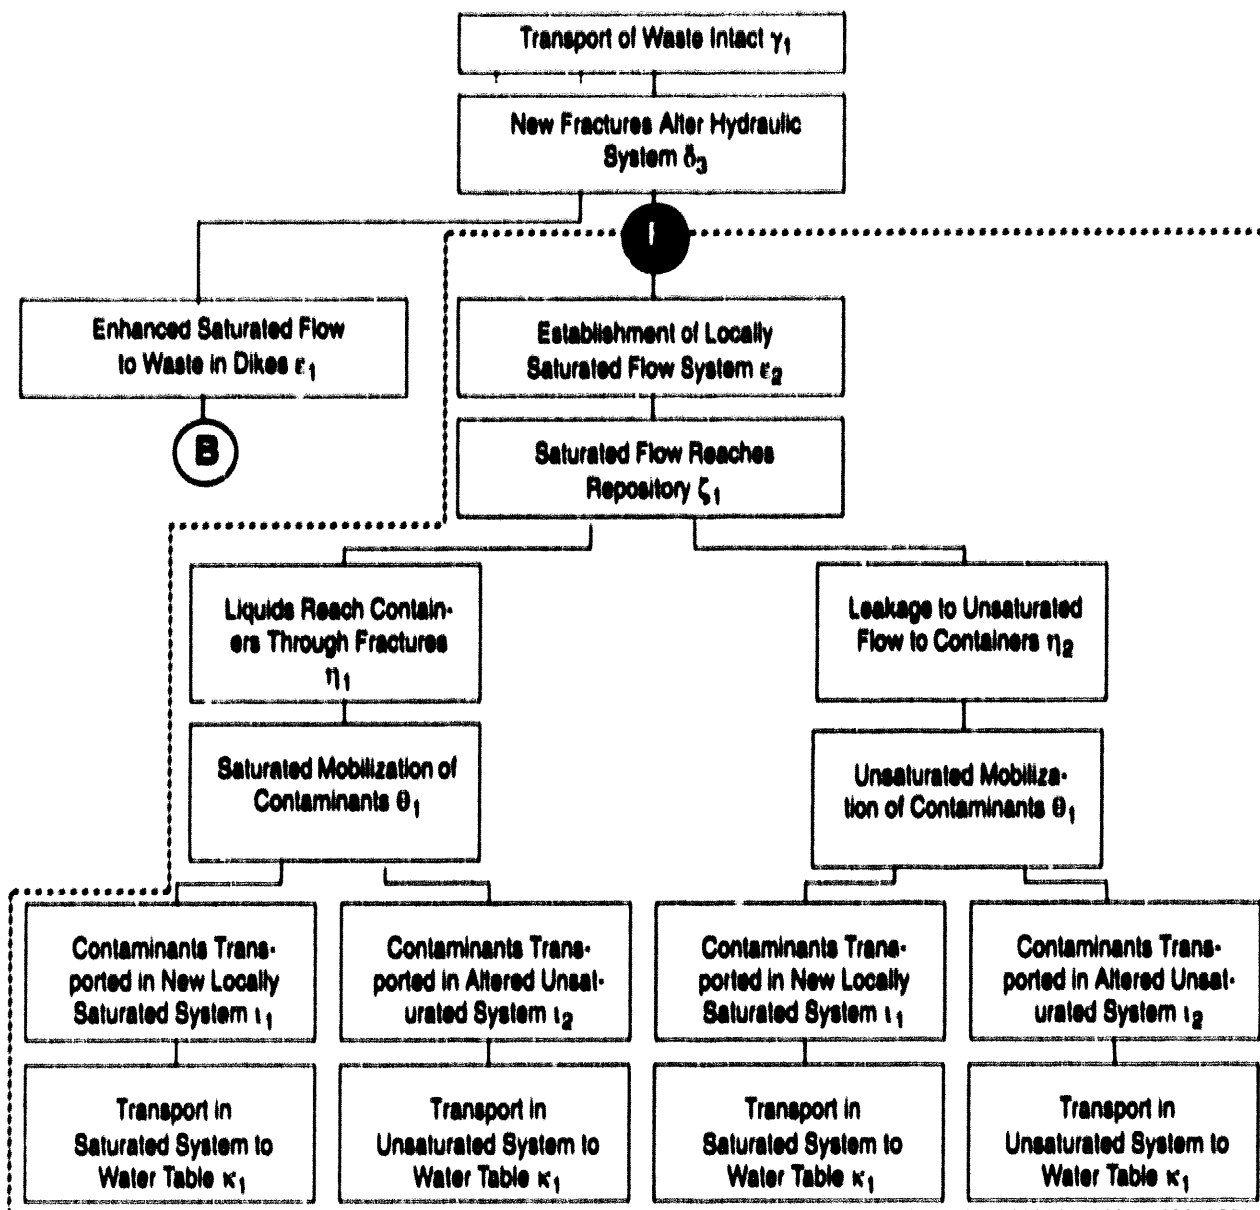 Transport of Waste Intact γ₁
New Fractures Alter Hydraulic
System δ₃
I
Enhanced Saturated Flow
to Waste in Dikes ε₁
B
Establishment of Locally
Saturated Flow System ε₂
Saturated Flow Reaches
Repository ζ₁
Liquids Reach Contain-
ers Through Fractures
η₁
Leakage to Unsaturated
Flow to Containers η₂
Saturated Mobilization of
Contaminants θ₁
Unsaturated Mobiliza-
tion of Contaminants θ₁
Contaminants Trans-
ported in New Locally
Saturated System ι₁
Contaminants Trans-
ported in Altered Unsat-
urated System ι₂
Contaminants Trans-
ported in New Locally
Saturated System ι₁
Contaminants Trans-
ported in Altered Unsat-
urated System ι₂
Transport in
Saturated System to
Water Table κ₁
Transport in
Unsaturated System to
Water Table κ₁
Transport in
Saturated System to
Water Table κ₁
Transport in
Unsaturated System to
Water Table κ₁